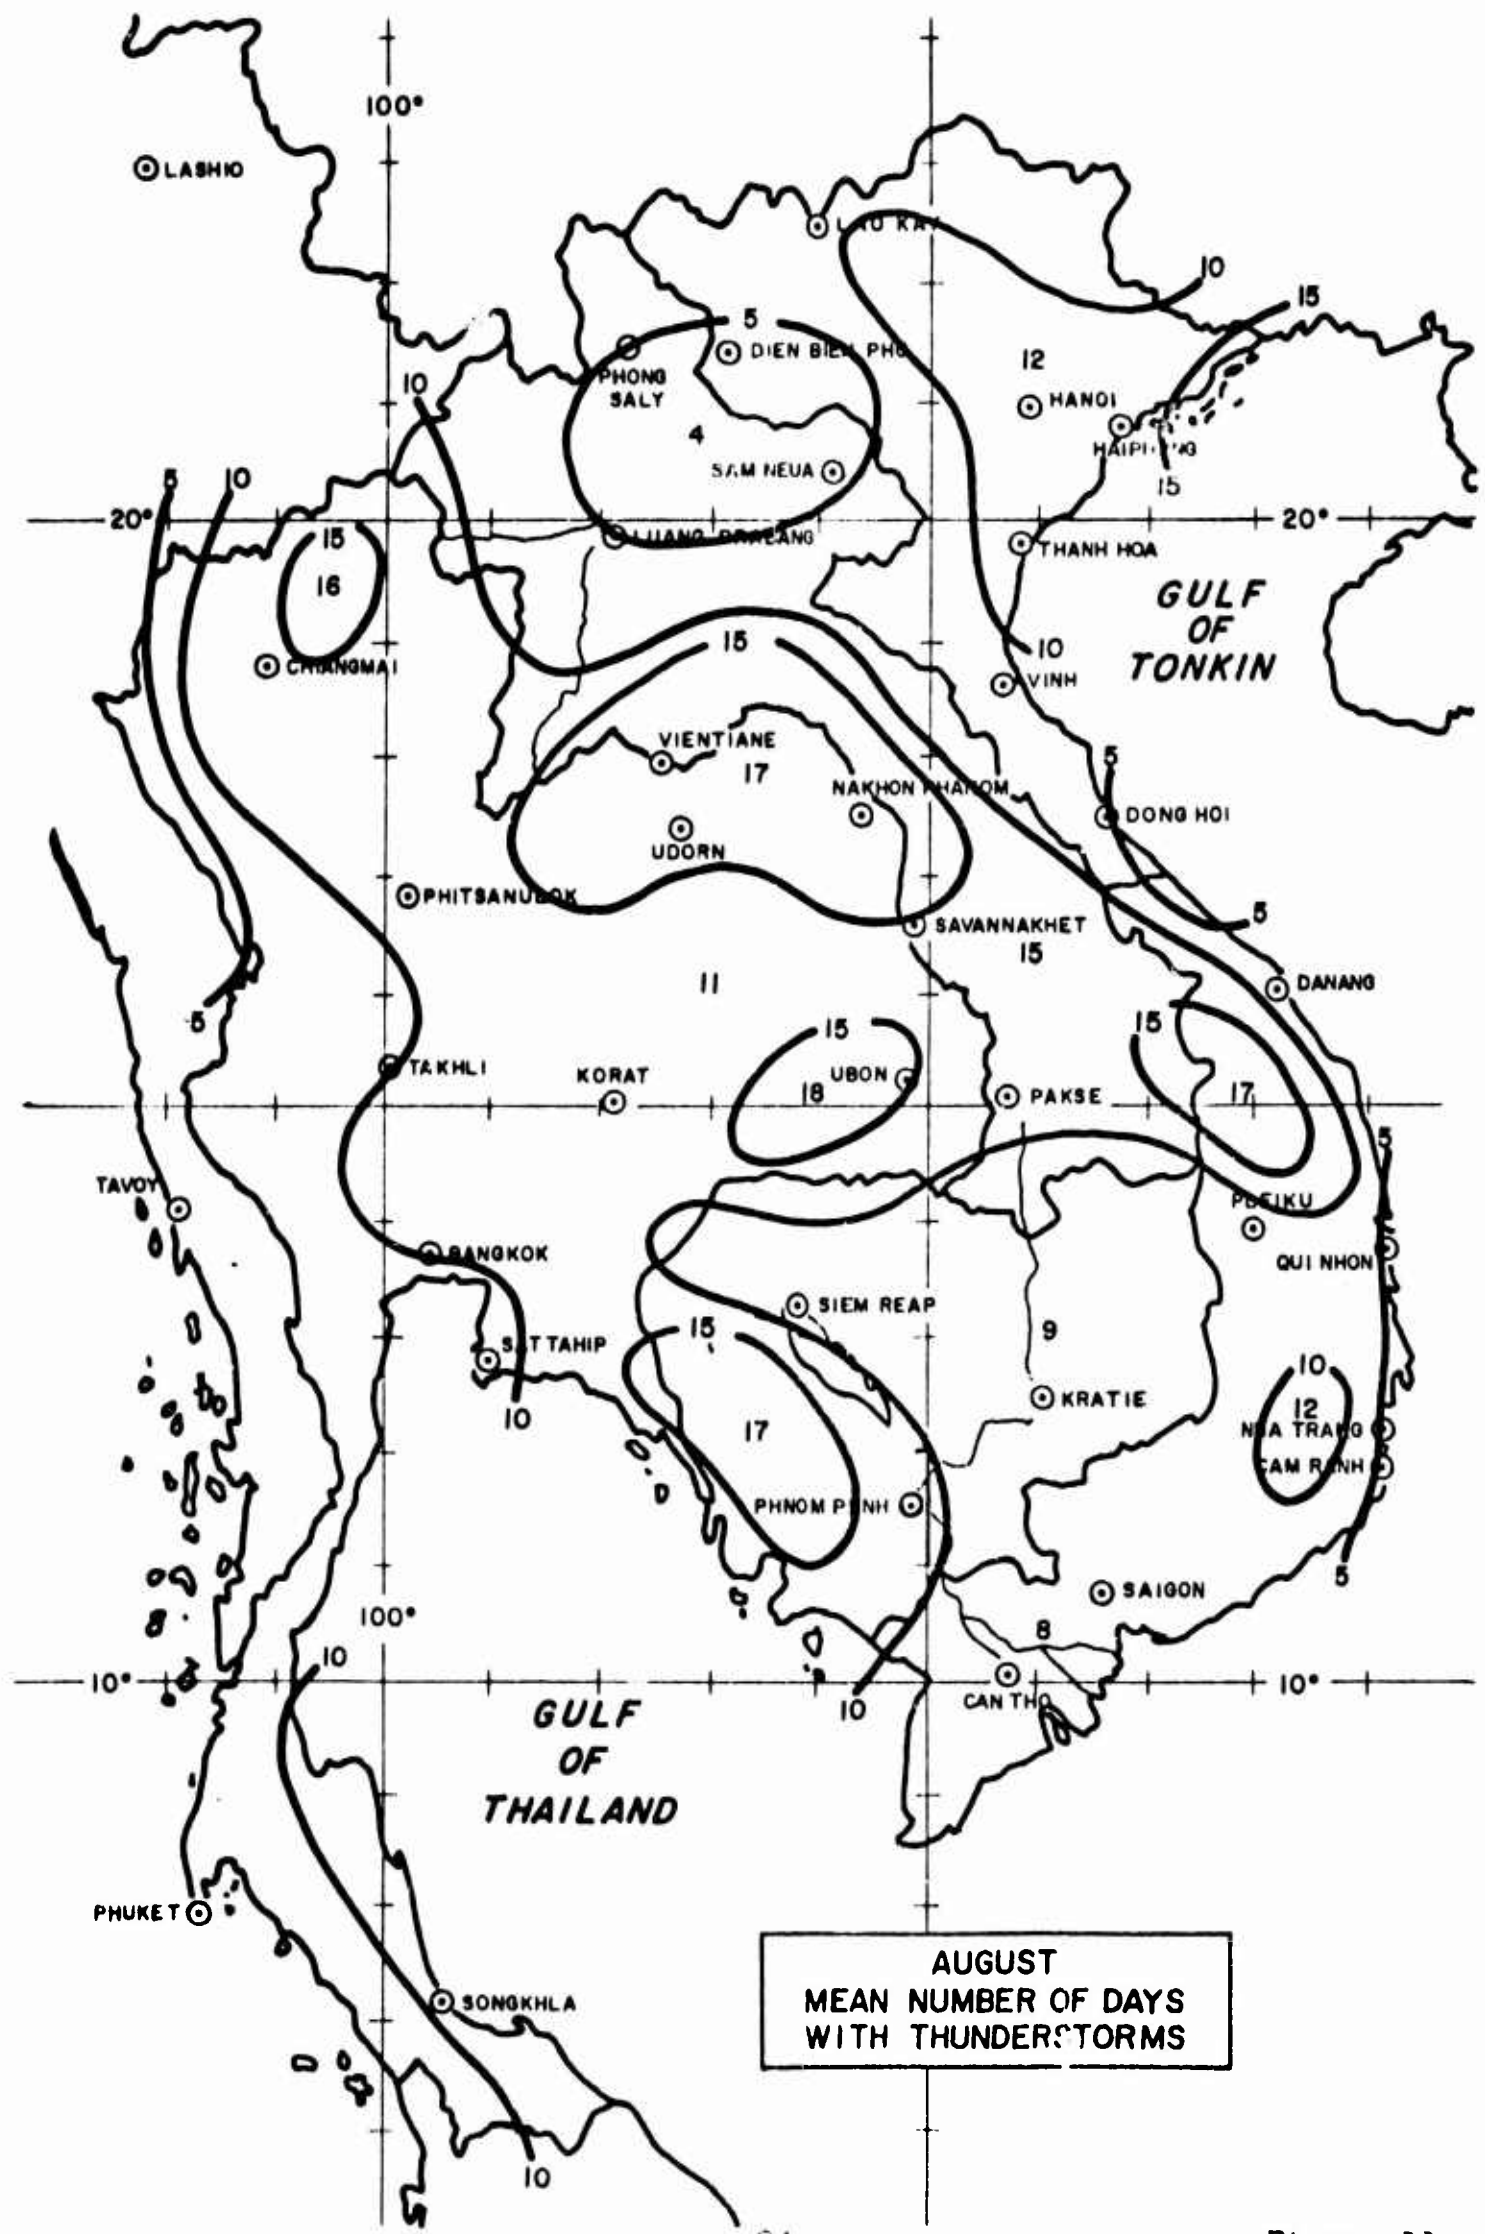 100°
LASHIO
LAO KAY
10
15
5
DIEN BIEN PHU
12
PHONG
SALY
10
HANOI
4
HAIPHONG
SAM NEUA
15
5
10
20°
20°
15
LUANG PRABANG
THANH HOA
16
GULF
OF
TONKIN
CHIANGMAI
15
10
VINH
VIENTIANE
17
5
NAKHON PHANOM
DONG HOI
UDORN
PHITSANULOK
5
SAVANNAKHET
15
11
DANANG
5
15
15
TAKHLI
KORAT
UBON
18
PAKSE
17
5
TAVOY
PLEIKU
BANGKOK
QUI NHON
SIEM REAP
15
9
SATTAHIP
10
10
KRATIE
12
17
NHA TRANG
CAM RANH
PHNOM PENH
5
SAIGON
100°
8
10
10°
10°
CAN THO
10
GULF
OF
THAILAND
PHUKET
SONGKHLA
10
AUGUST
MEAN NUMBER OF DAYS
WITH THUNDERSTORMS